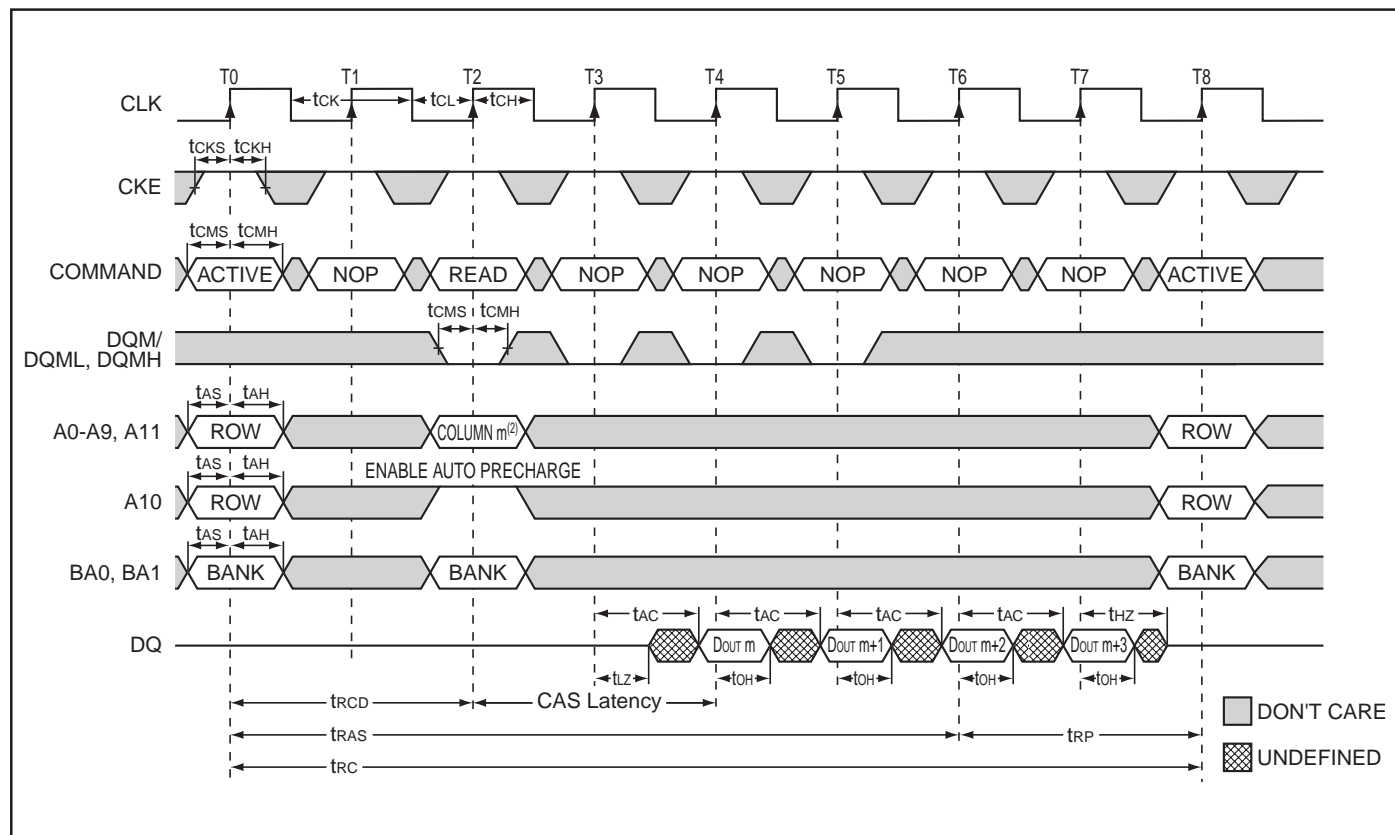 T0 T1 T2 T3 T4 T5 T6 T7 T8
CLK tCK tCL tCH
tCKS tCKH
CKE
tCMS tCMH
COMMAND ACTIVE NOP READ NOP NOP NOP NOP NOP ACTIVE
tCMS tCMH
DQM/
DQML, DQMH
tAS tAH
A0-A9, A11 ROW COLUMN m(2) ROW
tAS tAH ENABLE AUTO PRECHARGE
A10 ROW ROW
tAS tAH
BA0, BA1 BANK BANK BANK
tAC tAC tAC tAC tHZ
DQ DOUT m DOUT m+1 DOUT m+2 DOUT m+3
tLZ tOH tOH tOH tOH
tRCD CAS Latency
DON'T CARE
tRAS tRP
UNDEFINED
tRC